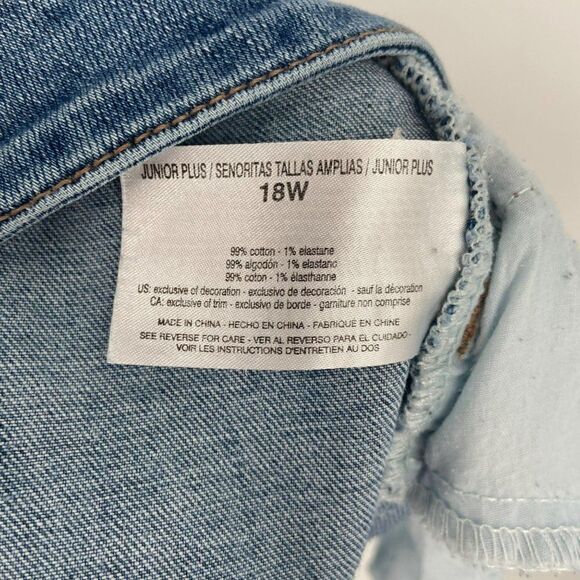 JUNIOR PLUS / SEÑORITAS TALLAS AMPLIAS / JUNIOR PLUS
18W
99% cotton - 1% elastane
99% algodón - 1% elastano
99% coton - 1% élasthanne
US: exclusive of decoration - exclusivo de decoración - sauf la décoration
CA: exclusive of trim - exclusivo de borde - garniture non comprise
MADE IN CHINA - HECHO EN CHINA - FABRIQUE EN CHINE
SEE REVERSE FOR CARE - VER AL REVERSO PARA EL CUIDADO-
VOIR LES INSTRUCTIONS D'ENTRETIEN AU DOS